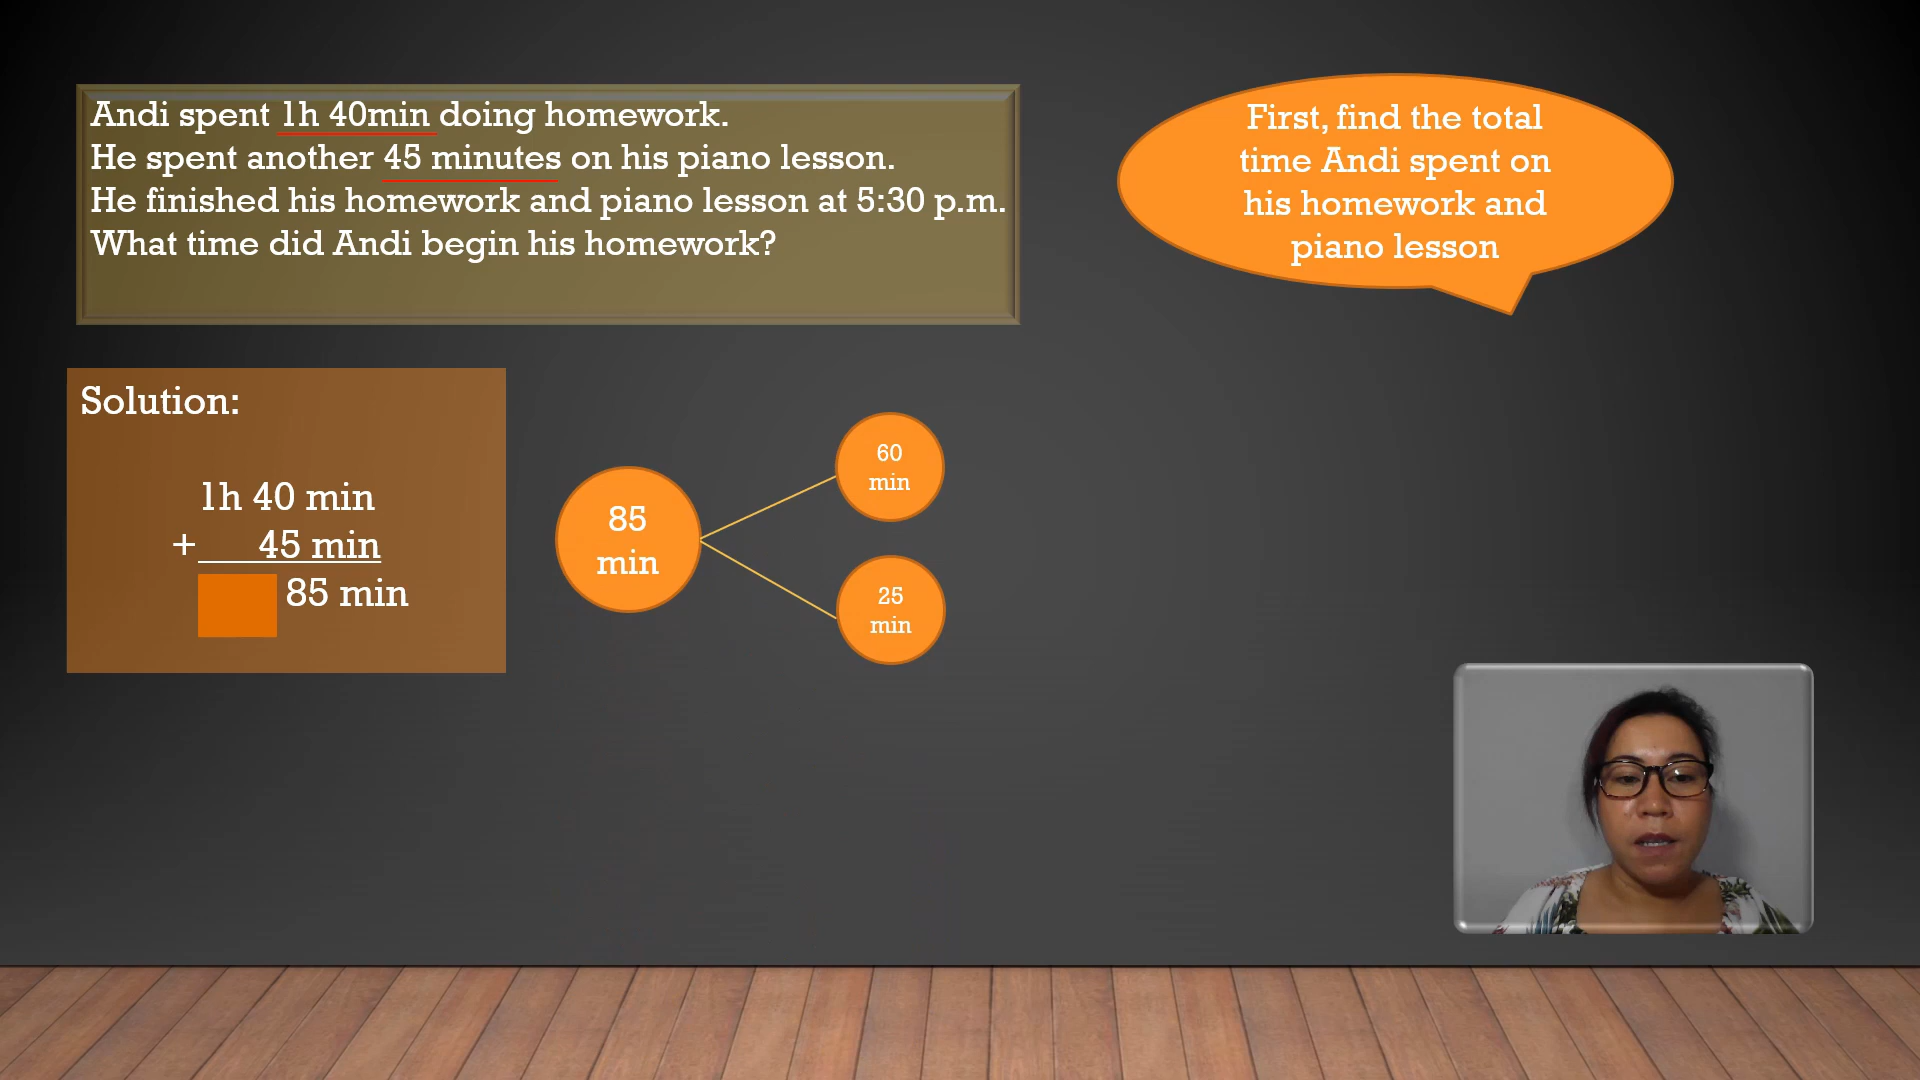 Andi spent 1h 40min doing homework.
He spent another 45 minutes on his piano lesson.
He finished his homework and piano lesson at 5:30 p.m.
What time did Andi begin his homework?
First, find the total
time Andi spent on
his homework and
piano lesson
Solution:
1h 40 min
+ 45 min
85 min
85
min
60
min
25
min